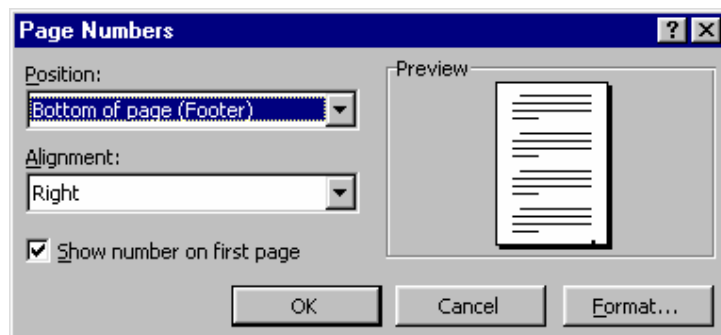 Page Numbers
Position:
Bottom of page (Footer)
Alignment:
Right
Show number on first page
Preview
OK
Cancel
Format...